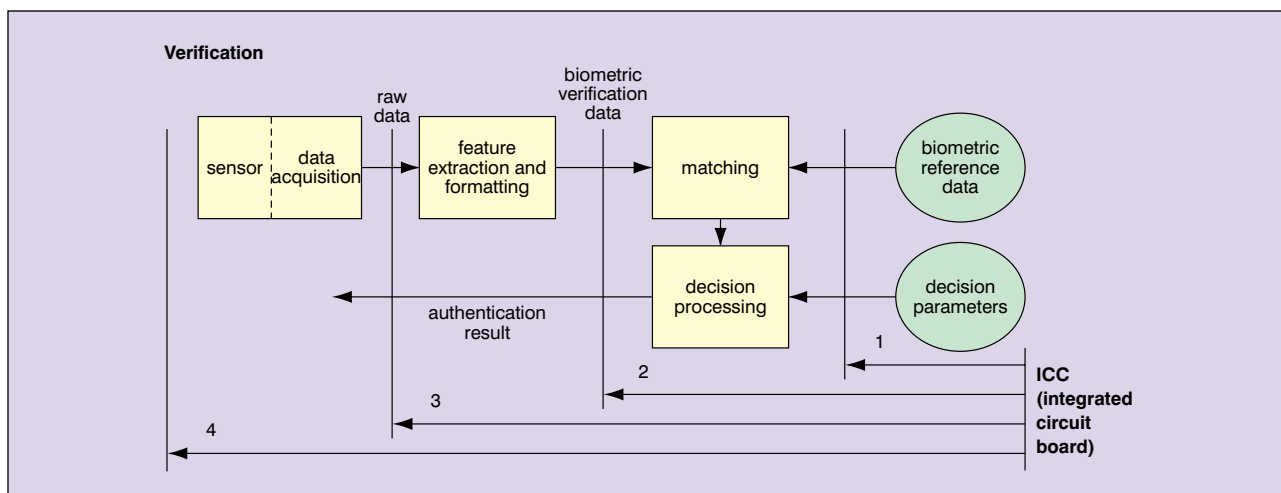 Verification
raw
data
biometric
verification
data
sensor
data
acquisition
feature
extraction and
formatting
matching
biometric
reference
data
decision
processing
decision
parameters
authentication
result
1
2
3
4
ICC
(integrated
circuit
board)